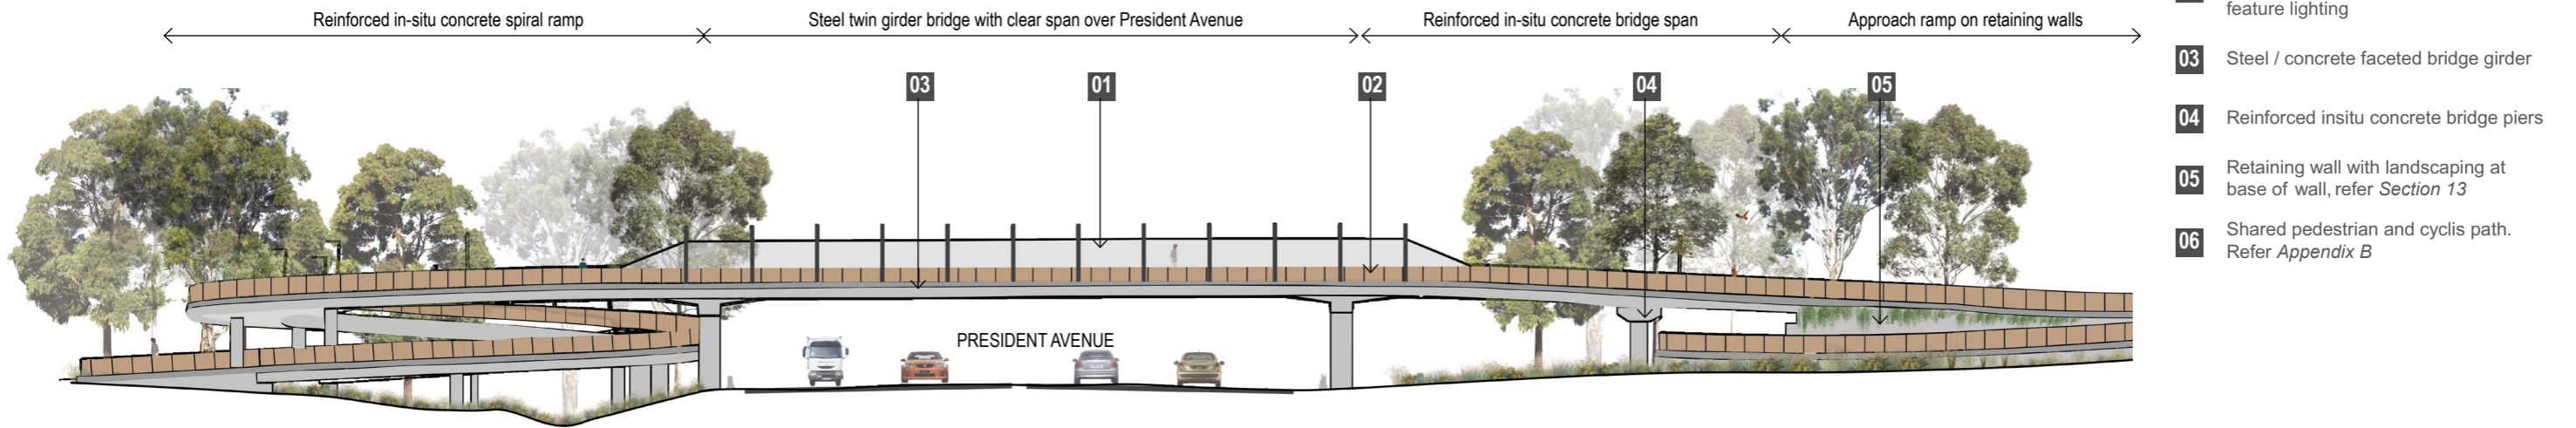 Reinforced in-situ concrete spiral ramp
Steel twin girder bridge with clear span over President Avenue
Reinforced in-situ concrete bridge span
Approach ramp on retaining walls
03
01
02
04
05
PRESIDENT AVENUE
feature lighting
03 Steel / concrete faceted bridge girder
04 Reinforced insitu concrete bridge piers
05 Retaining wall with landscaping at
base of wall, refer Section 13
06 Shared pedestrian and cyclis path.
Refer Appendix B